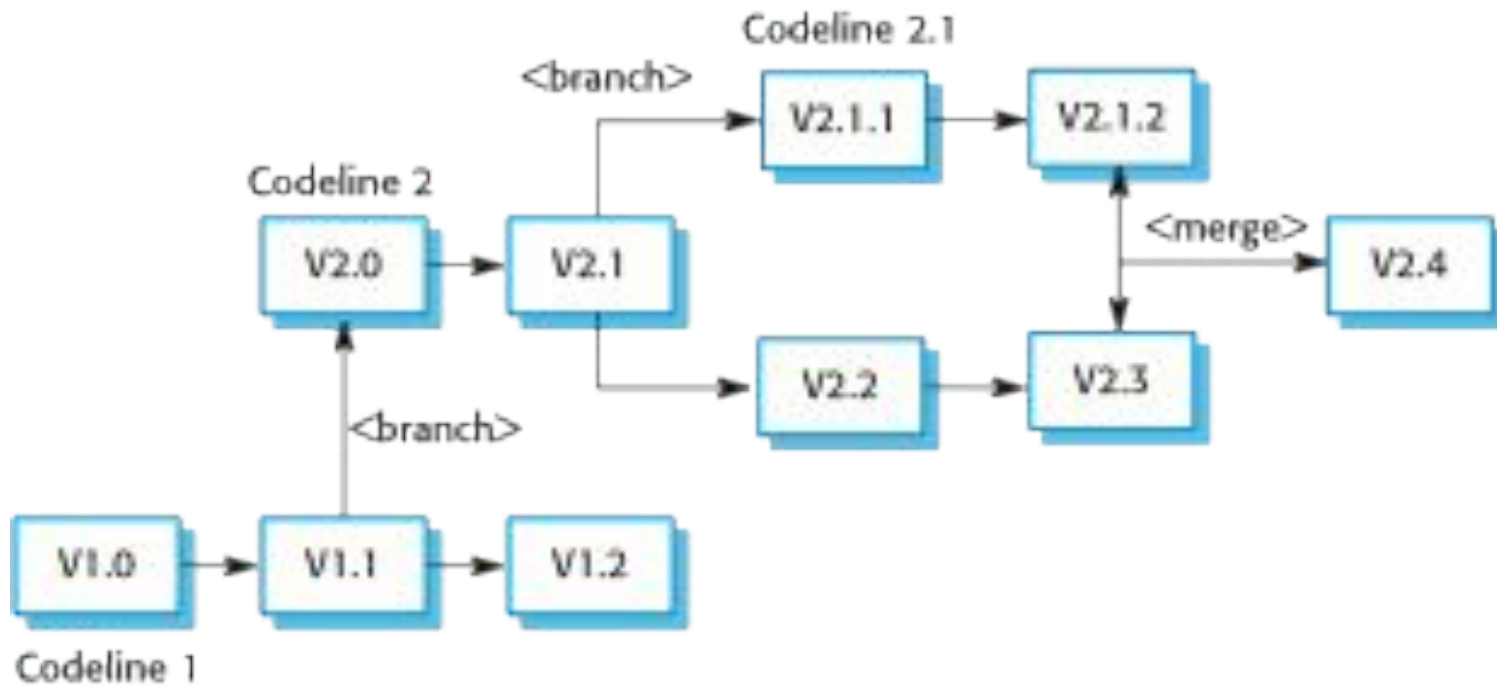 Codeline 2.1
<branch>
V2.1.1
V2.1.2
Codeline 2
<merge>
V2.0
V2.1
V2.4
V2.2
V2.3
<branch>
V1.0
V1.1
V1.2
Codeline 1